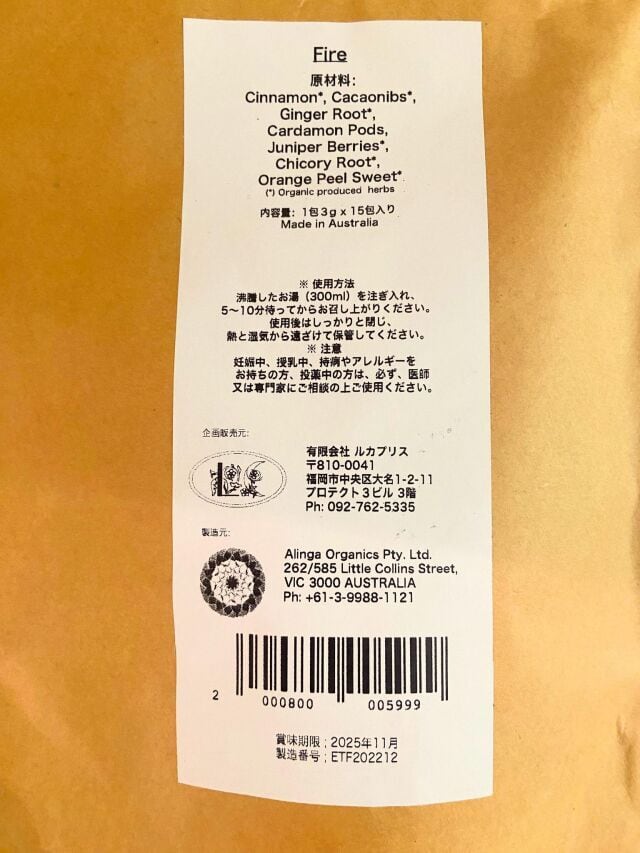 Fire
原材料:
Cinnamon*, Cacaonibs*,
Ginger Root*,
Cardamon Pods,
Juniper Berries*,
Chicory Root*,
Orange Peel Sweet*
(*) Organic produced herbs
内容量: 1包3g x 15包入り
Made in Australia
※ 使用方法
沸騰したお湯（300ml）を注ぎ入れ、
5〜10分待ってからお召し上がりください。
使用後はしっかりと閉じ、
熱と湿気から遠ざけて保管してください。
※ 注意
妊娠中、授乳中、持病やアレルギーを
お持ちの方、投薬中の方は、必ず、医師
又は専門家にご相談の上ご使用ください。
企画販売元:
有限会社 ルカプリス
〒810-0041
福岡市中央区大名1-2-11
プロテクト3ビル 3階
Ph: 092-762-5335
製造元:
Alinga Organics Pty. Ltd.
262/585 Little Collins Street,
VIC 3000 AUSTRALIA
Ph: +61-3-9988-1121
2 000800 005999
賞味期限 ; 2025年11月
製造番号 ; ETF202212